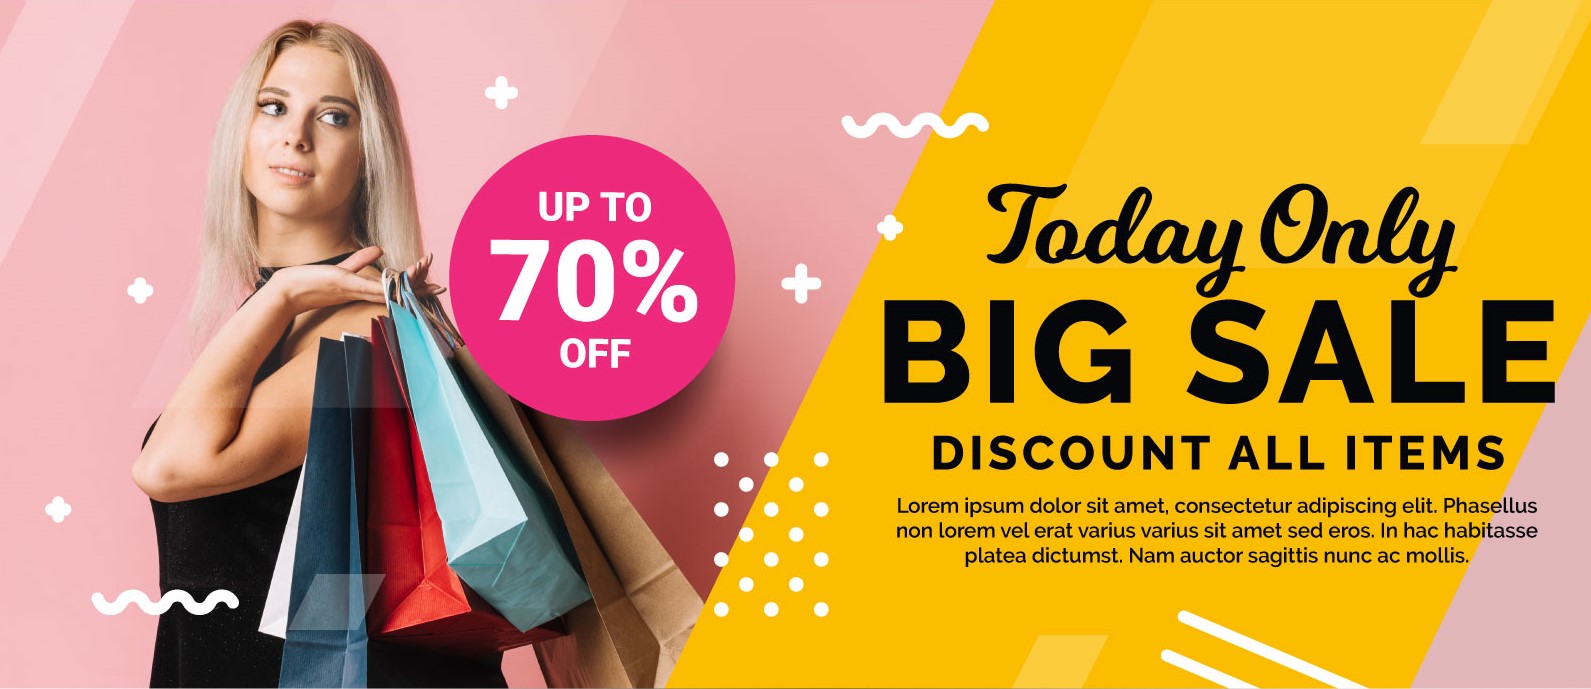 UP TO
70%
OFF
Today Only
BIG SALE
DISCOUNT ALL ITEMS
Lorem ipsum dolor sit amet, consectetur adipiscing elit. Phasellus
non lorem vel erat varius varius sit amet sed eros. In hac habitasse
platea dictumst. Nam auctor sagittis nunc ac mollis.